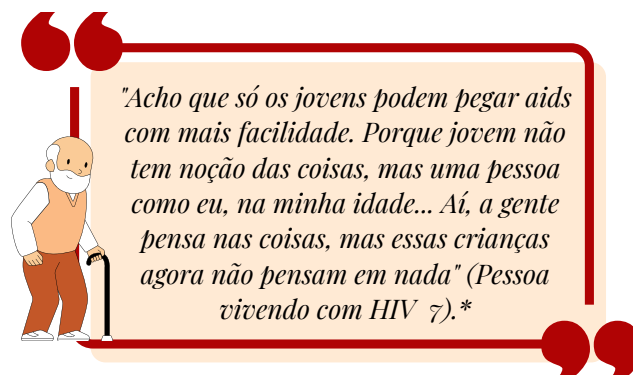 "Acho que só os jovens podem pegar aids
com mais facilidade. Porque jovem não
tem noção das coisas, mas uma pessoa
como eu, na minha idade... Aí, a gente
pensa nas coisas, mas essas crianças
agora não pensam em nada" (Pessoa
vivendo com HIV 7).*